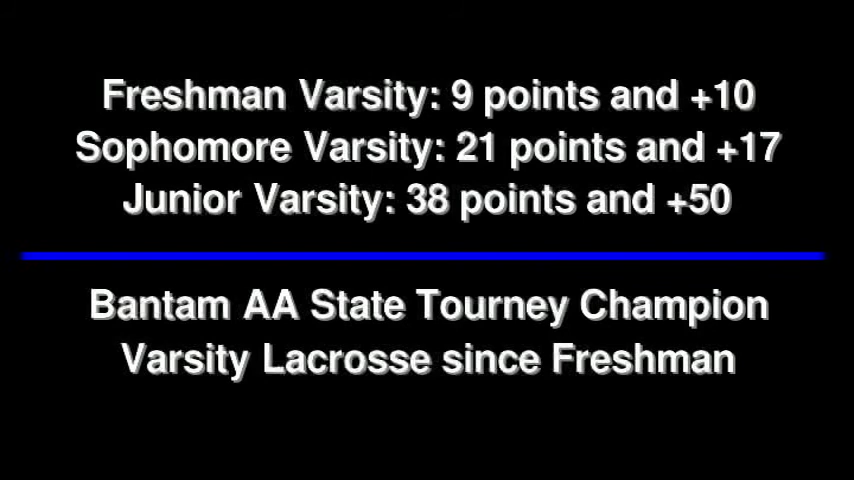 Freshman Varsity: 9 points and +10
Sophomore Varsity: 21 points and +17
Junior Varsity: 38 points and +50
Bantam AA State Tourney Champion
Varsity Lacrosse since Freshman